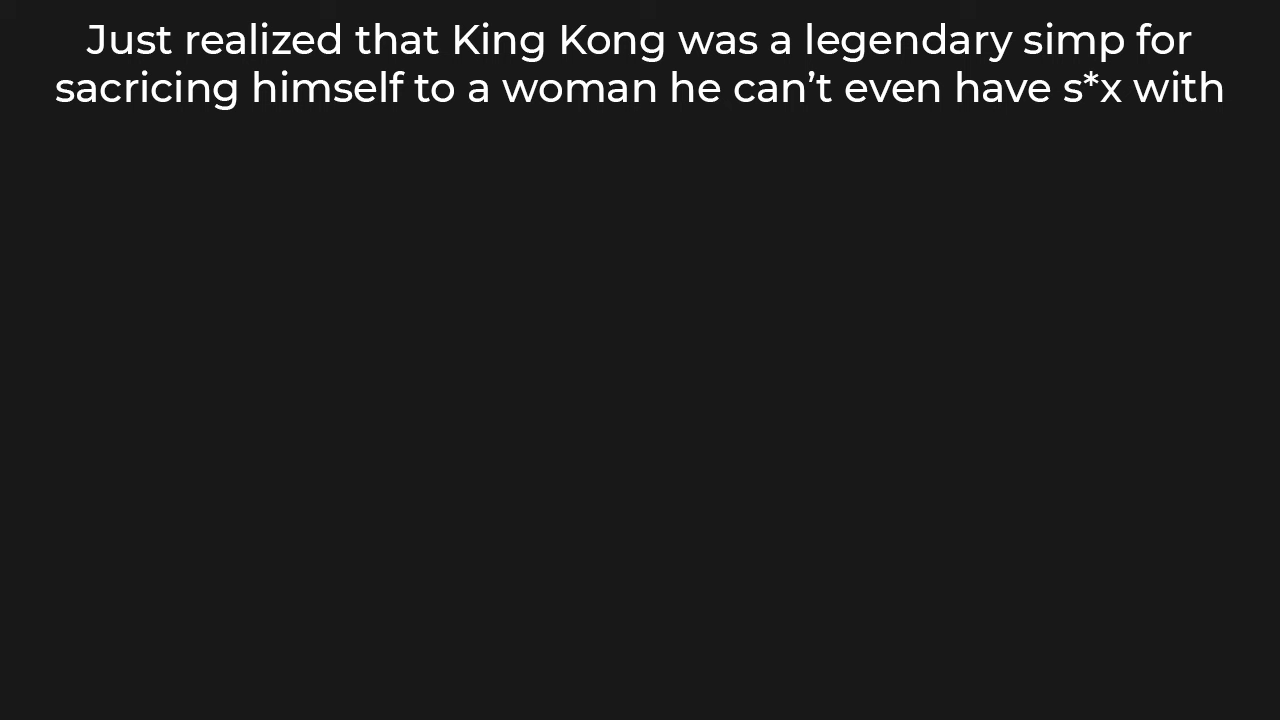 Just realized that King Kong was a legendary simp for
sacricing himself to a woman he can’t even have s*x with